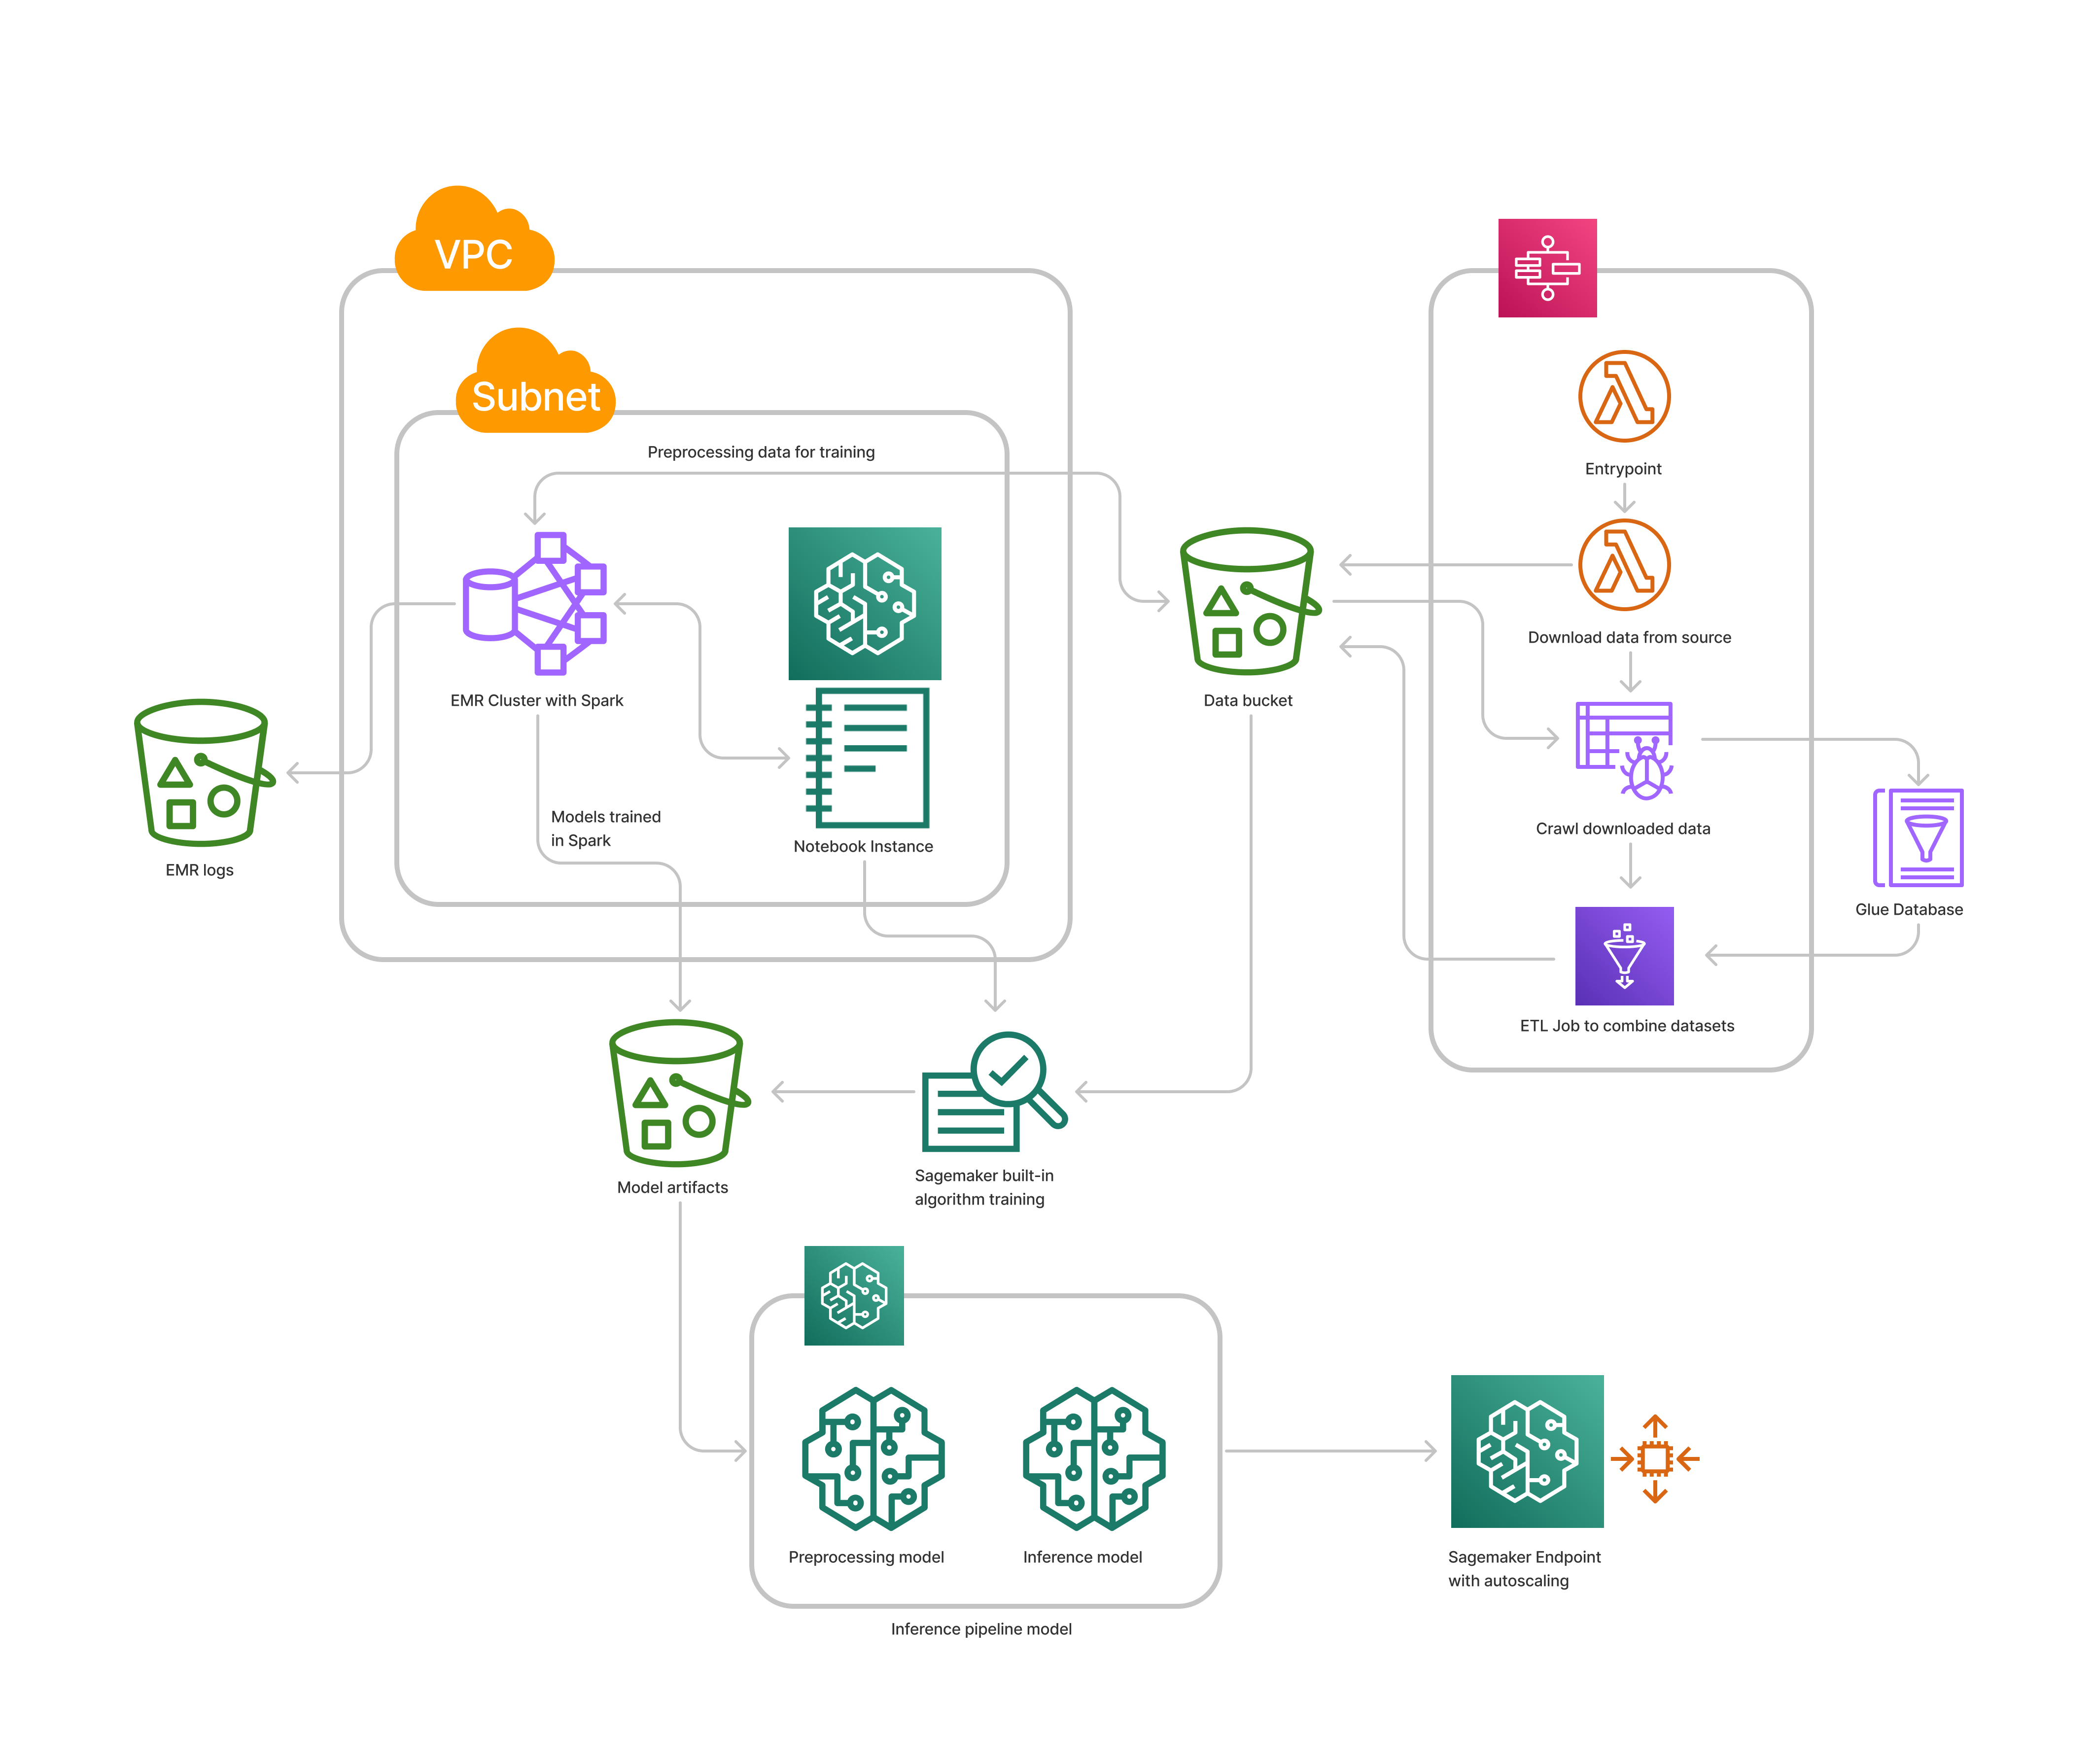 VPC
Subnet
Preprocessing data for training
Entrypoint
Download data from source
EMR Cluster with Spark
Data bucket
Models trained
in Spark
Notebook Instance
Crawl downloaded data
EMR logs
Glue Database
ETL Job to combine datasets
Model artifacts
Sagemaker built-in
algorithm training
Preprocessing model
Inference model
Sagemaker Endpoint
with autoscaling
Inference pipeline model